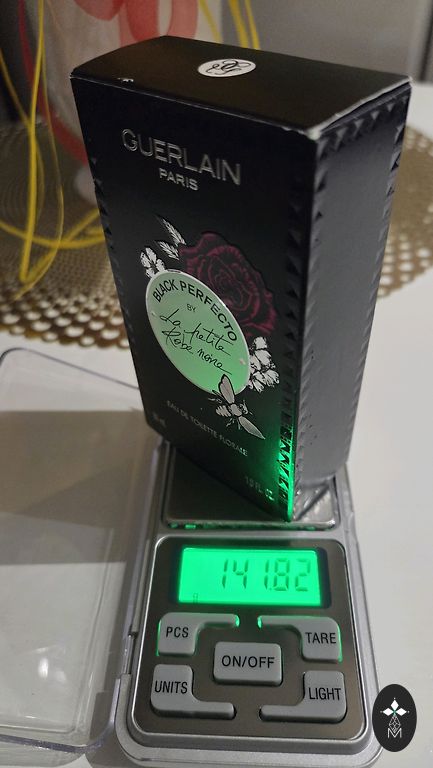 GUERLAIN
PARIS
BLACK PERFECTO
BY
La petite
Robe noire
EAU DE TOILETTE FLORALE
141.82
g
PCS
TARE
ON/OFF
UNITS
LIGHT